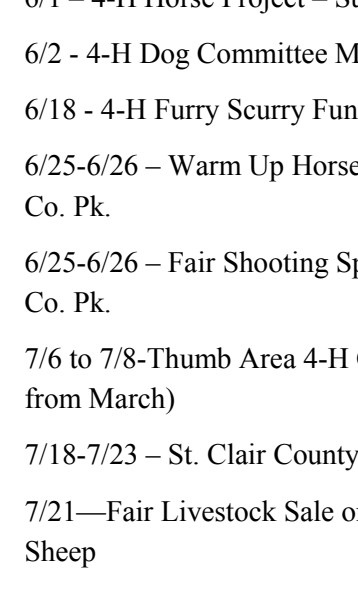 6/1 – 4-H Horse Project –
6/2 - 4-H Dog Committee
6/18 - 4-H Furry Scurry Fun
6/25-6/26 – Warm Up Horse
Co. Pk.
6/25-6/26 – Fair Shooting
Co. Pk.
7/6 to 7/8-Thumb Area 4-H
from March)
7/18-7/23 – St. Clair County
7/21—Fair Livestock Sale
Sheep